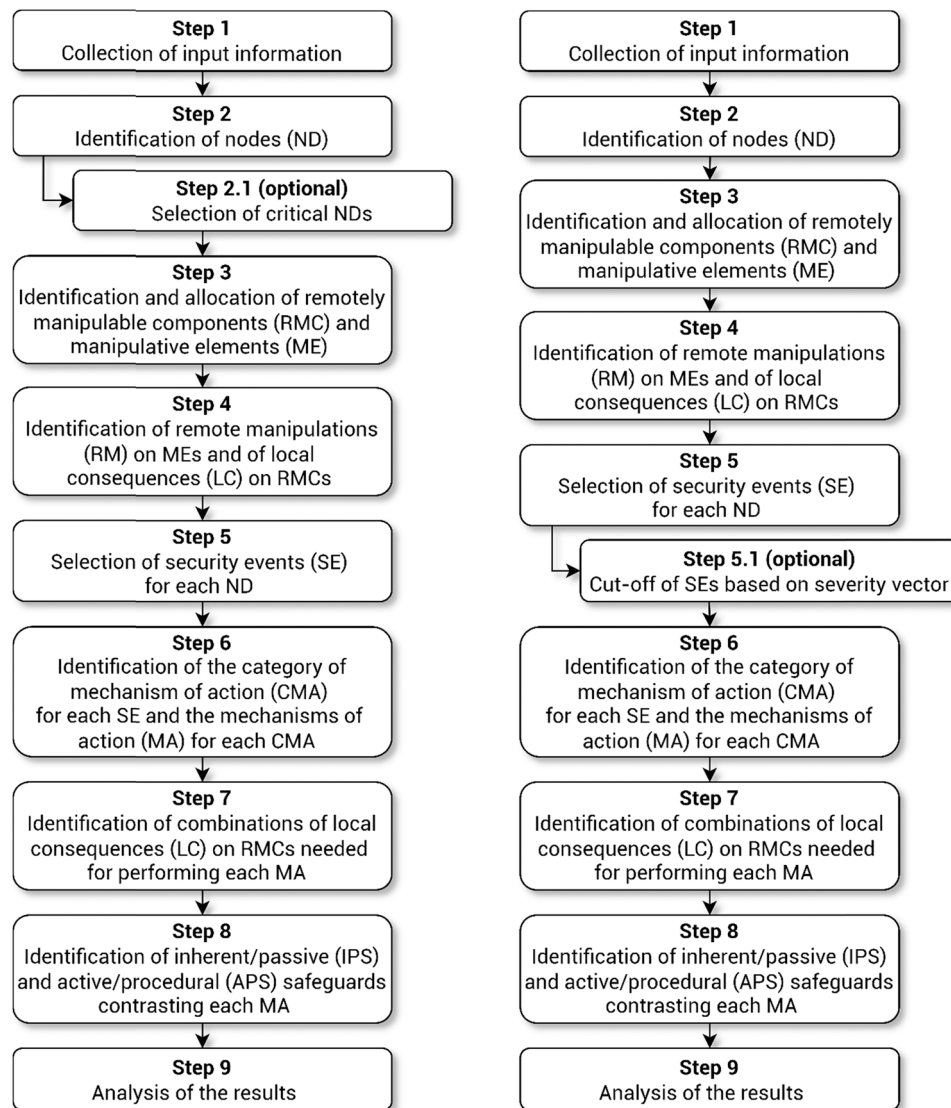 Step 1
Collection of input information
Step 2
Identification of nodes (ND)
Step 2.1 (optional)
Selection of critical NDs
Step 3
Identification and allocation of remotely
manipulable components (RMC) and
manipulative elements (ME)
Step 4
Identification of remote manipulations
(RM) on MEs and of local
consequences (LC) on RMCs
Step 5
Selection of security events (SE)
for each ND
Step 6
Identification of the category of
mechanism of action (CMA)
for each SE and the mechanisms of
action (MA) for each CMA
Step 7
Identification of combinations of local
consequences (LC) on RMCs needed
for performing each MA
Step 8
Identification of inherent/passive (IPS)
and active/procedural (APS) safeguards
contrasting each MA
Step 9
Analysis of the results
Step 1
Collection of input information
Step 2
Identification of nodes (ND)
Step 3
Identification and allocation of remotely
manipulable components (RMC) and
manipulative elements (ME)
Step 4
Identification of remote manipulations
(RM) on MEs and of local
consequences (LC) on RMCs
Step 5
Selection of security events (SE)
for each ND
Step 5.1 (optional)
Cut-off of SEs based on severity vector
Step 6
Identification of the category of
mechanism of action (CMA)
for each SE and the mechanisms of
action (MA) for each CMA
Step 7
Identification of combinations of local
consequences (LC) on RMCs needed
for performing each MA
Step 8
Identification of inherent/passive (IPS)
and active/procedural (APS) safeguards
contrasting each MA
Step 9
Analysis of the results